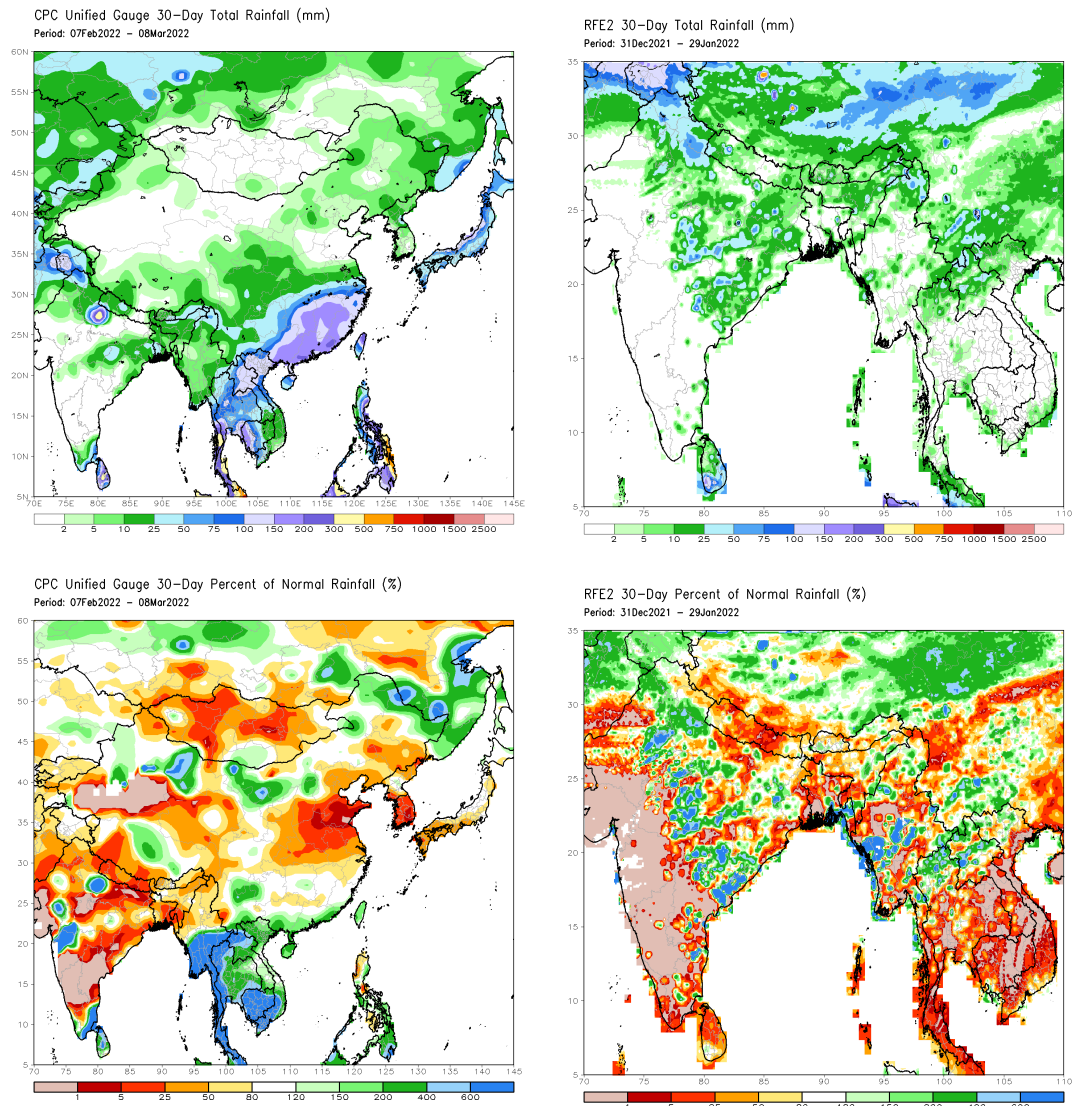 CPC Unified Gauge 30-Day Total Rainfall (mm)
Period: 07Feb2022 - 08Mar2022
60N
55N
50N
45N
40N
35N
30N
25N
20N
15N
10N
5N
70E 75E 80E 85E 90E 95E 100E 105E 110E 115E 120E 125E 130E 135E 140E 145E
2 5 10 25 50 75 100 150 200 300 500 750 1000 1500 2500
RFE2 30-Day Total Rainfall (mm)
Period: 31Dec2021 - 29Jan2022
35
30
25
20
15
10
5
70 75 80 85 90 95 100 105 110
2 5 10 25 50 75 100 150 200 300 500 750 1000 1500 2500
CPC Unified Gauge 30-Day Percent of Normal Rainfall (%)
Period: 07Feb2022 - 08Mar2022
60
55
50
45
40
35
30
25
20
15
10
5
70 75 80 85 90 95 100 105 110 115 120 125 130 135 140 145
1 5 25 50 80 120 150 200 400 600
RFE2 30-Day Percent of Normal Rainfall (%)
Period: 31Dec2021 - 29Jan2022
35
30
25
20
15
10
5
70 75 80 85 90 95 100 105 110